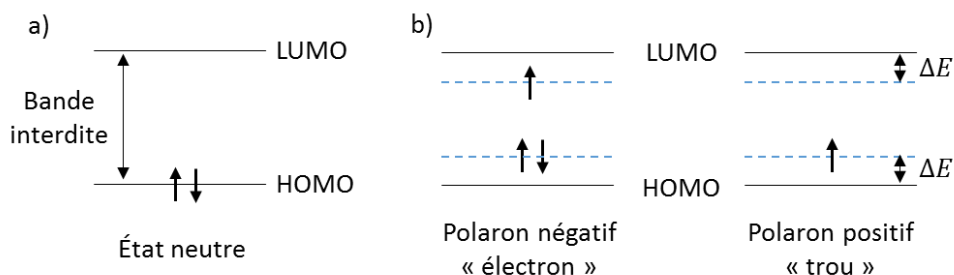 a)
LUMO
Bande
interdite
HOMO
État neutre
b)
LUMO
ΔE
ΔE
HOMO
Polaron négatif
« électron »
Polaron positif
« trou »